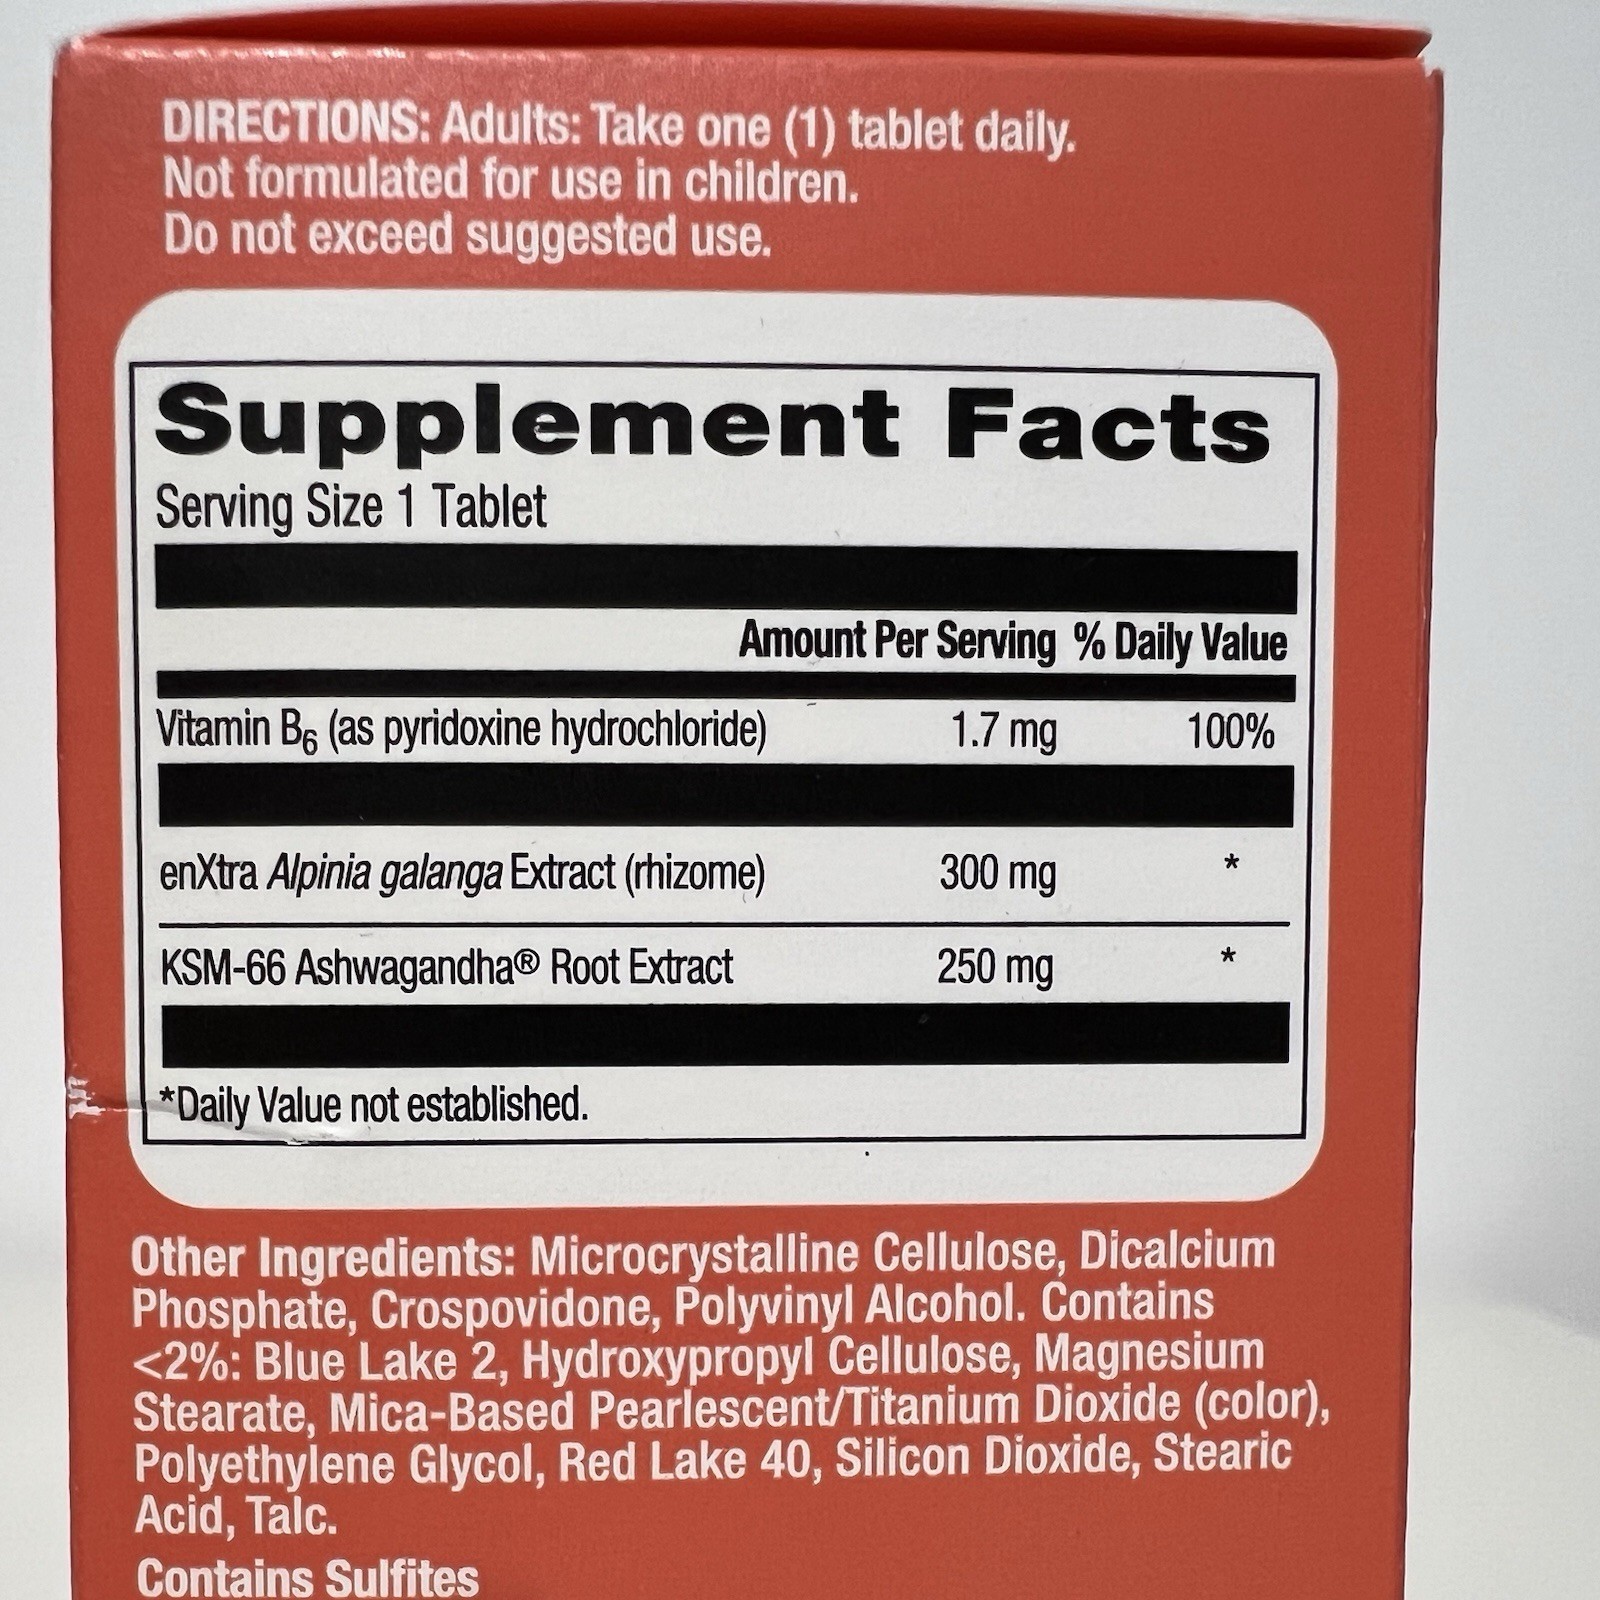 DIRECTIONS: Adults: Take one (1) tablet daily.
Not formulated for use in children.
Do not exceed suggested use.
Supplement Facts
Serving Size 1 Tablet
Amount Per Serving % Daily Value
Vitamin B₆ (as pyridoxine hydrochloride) 1.7 mg 100%
enXtra Alpinia galanga Extract (rhizome) 300 mg *
KSM-66 Ashwagandha® Root Extract 250 mg *
*Daily Value not established.
Other Ingredients: Microcrystalline Cellulose, Dicalcium
Phosphate, Crospovidone, Polyvinyl Alcohol. Contains
<2%: Blue Lake 2, Hydroxypropyl Cellulose, Magnesium
Stearate, Mica-Based Pearlescent/Titanium Dioxide (color),
Polyethylene Glycol, Red Lake 40, Silicon Dioxide, Stearic
Acid, Talc.
Contains Sulfites